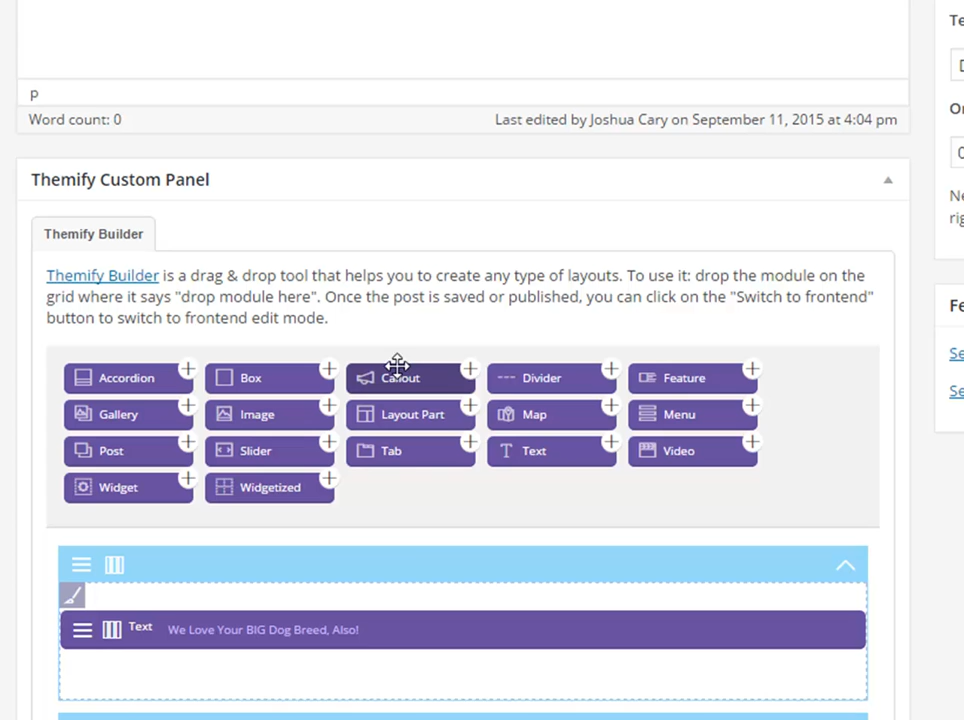 p
Word count: 0
Last edited by Joshua Cary on September 11, 2015 at 4:04 pm
Themify Custom Panel
Themify Builder
Themify Builder is a drag & drop tool that helps you to create any type of layouts. To use it: drop the module on the
grid where it says "drop module here". Once the post is saved or published, you can click on the "Switch to frontend"
button to switch to frontend edit mode.
Accordion
Box
Callout
Divider
Feature
Gallery
Image
Layout Part
Map
Menu
Post
Slider
Tab
Text
Video
Widget
Widgetized
Text We Love Your BIG Dog Breed, Also!